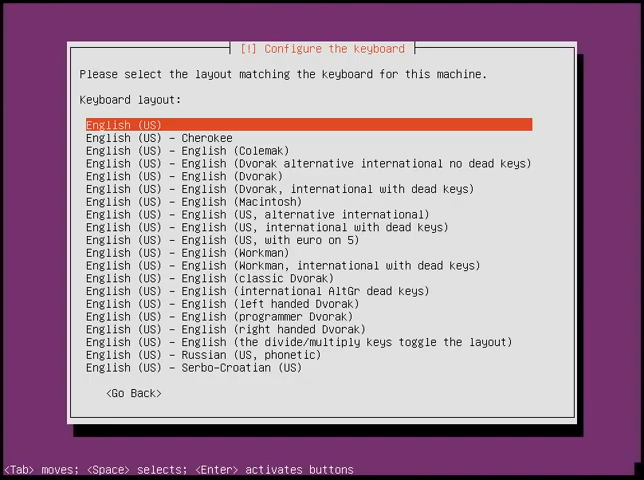 [!] Configure the keyboard
Please select the layout matching the keyboard for this machine.
Keyboard layout:
English (US)
English (US) - Cherokee
English (US) - English (Colemak)
English (US) - English (Dvorak alternative international no dead keys)
English (US) - English (Dvorak)
English (US) - English (Dvorak, international with dead keys)
English (US) - English (Macintosh)
English (US) - English (US, alternative international)
English (US) - English (US, international with dead keys)
English (US) - English (US, with euro on 5)
English (US) - English (Workman)
English (US) - English (Workman, international with dead keys)
English (US) - English (classic Dvorak)
English (US) - English (international AltGr dead keys)
English (US) - English (left handed Dvorak)
English (US) - English (programmer Dvorak)
English (US) - English (right handed Dvorak)
English (US) - English (the divide/multiply keys toggle the layout)
English (US) - Russian (US, phonetic)
English (US) - Serbo-Croatian (US)
<Go Back>
<Tab> moves; <Space> selects; <Enter> activates buttons